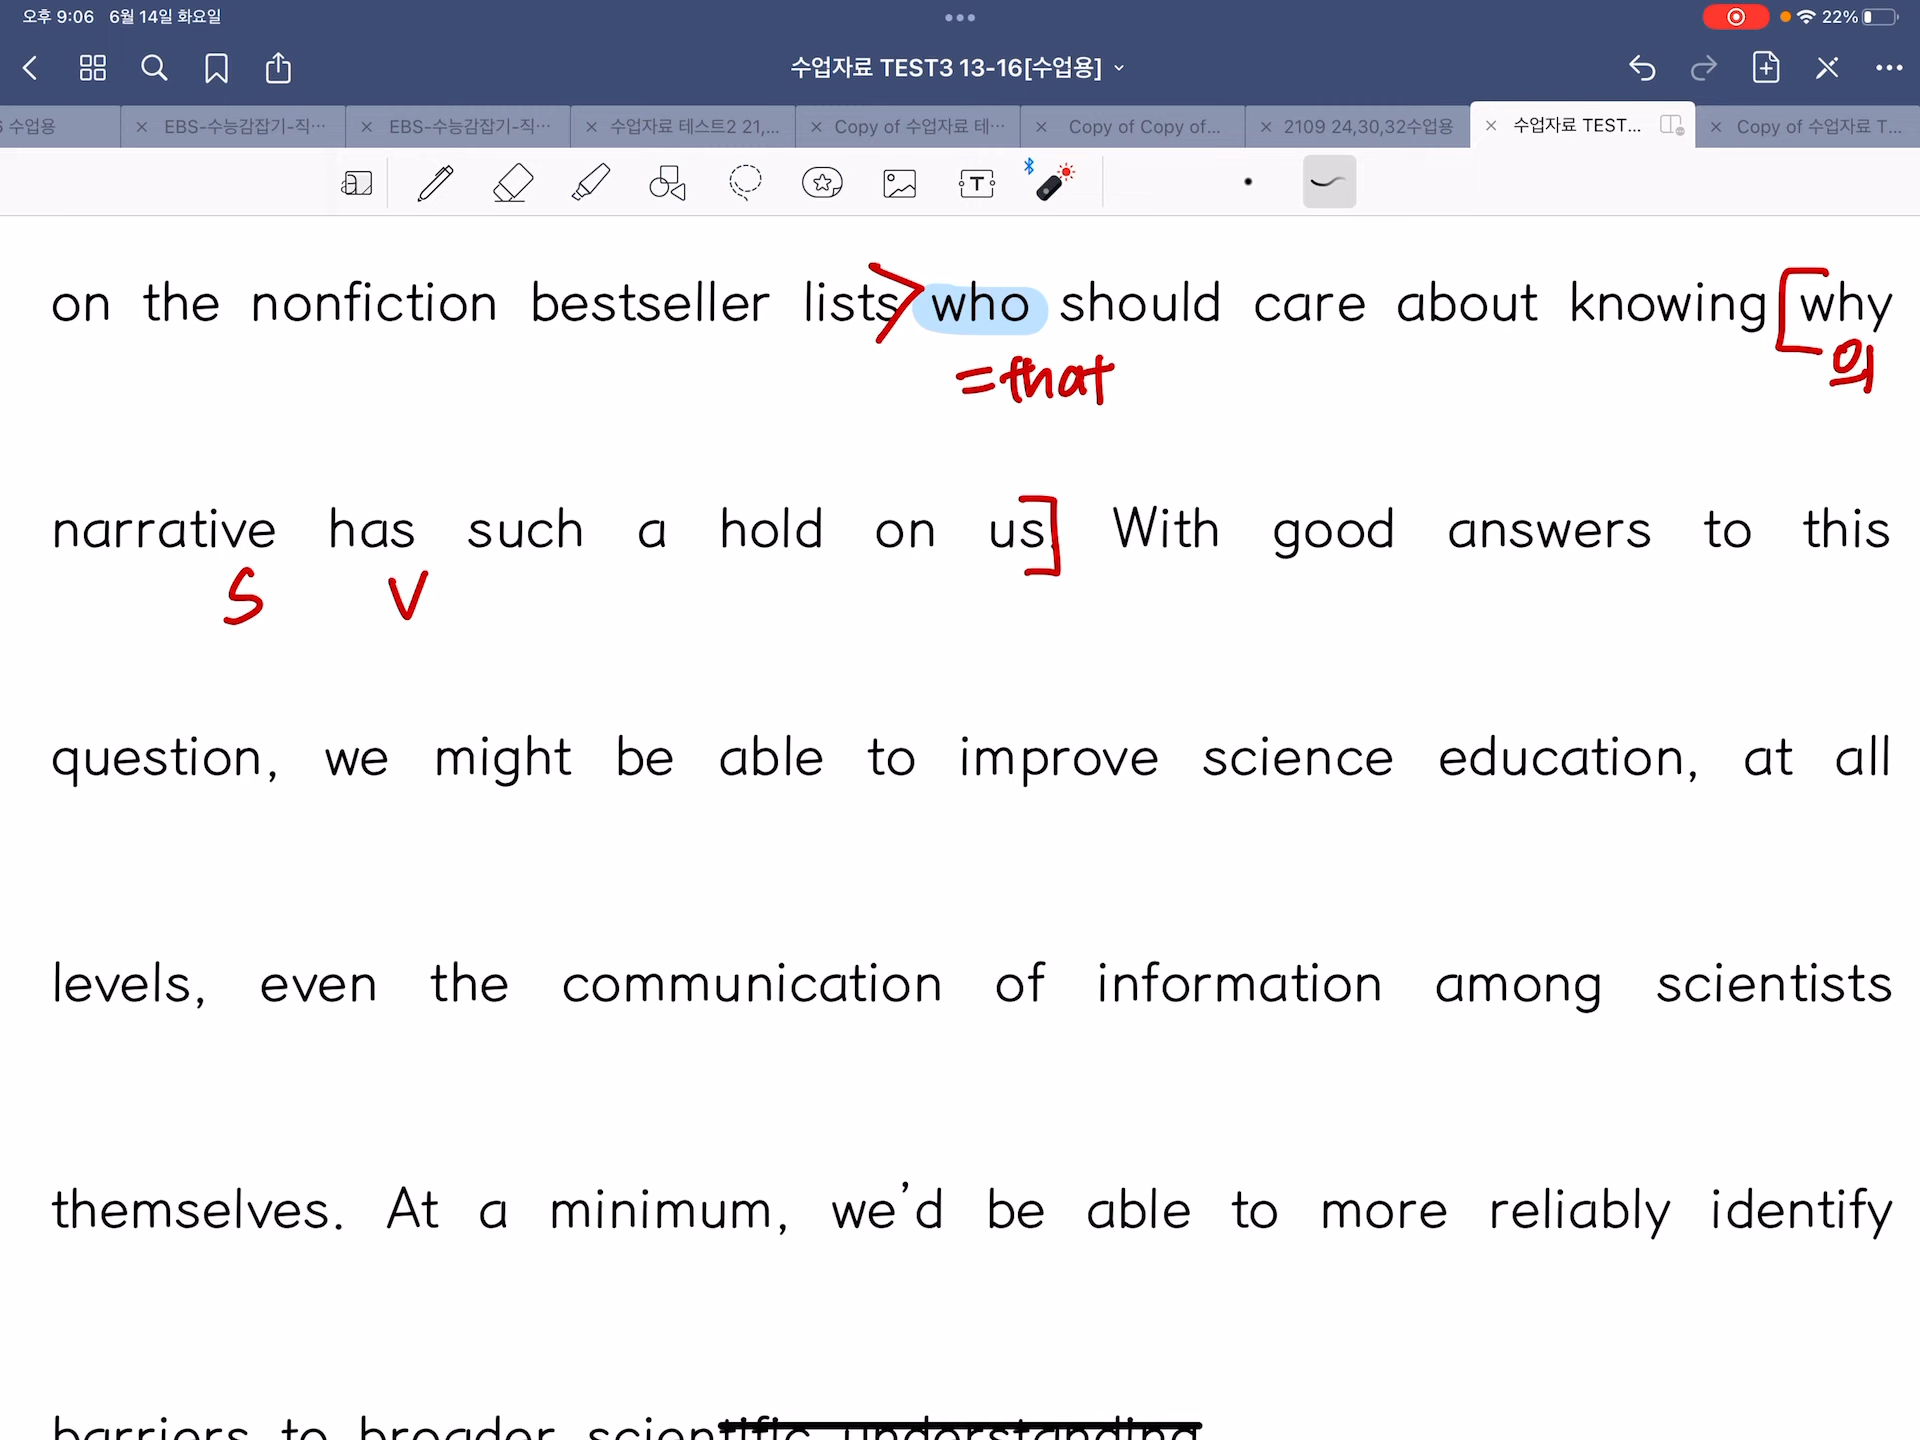 오후 9:06 6월 14일 화요일
22%
수업자료 TEST3 13-16[수업용]
6 수업용
EBS-수능감잡기-직...
EBS-수능감잡기-직...
수업자료 테스트2 21,...
Copy of 수업자료 테...
Copy of Copy of...
2109 24,30,32수업용
수업자료 TEST...
Copy of 수업자료 T...
on the nonfiction bestseller lists who should care about knowing [why
=that
의
narrative has such a hold on us.] With good answers to this
S V
question, we might be able to improve science education, at all
levels, even the communication of information among scientists
themselves. At a minimum, we'd be able to more reliably identify
barriers to broader scientific understanding